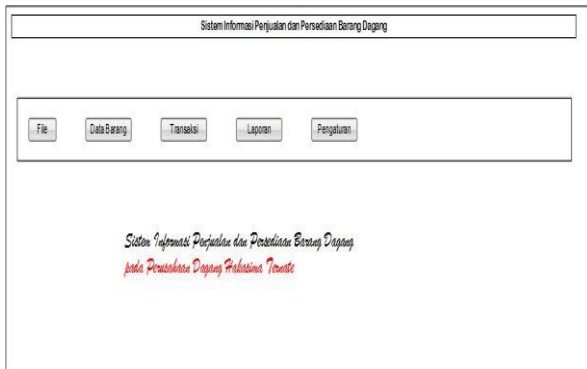 Sistem Informasi Penjualan dan Persediaan Barang Dagang
File Data Barang Transaksi Laporan Pengaturan
Sistem Informasi Penjualan dan Persediaan Barang Dagang
pada Perusahaan Dagang Hakasima Ternate